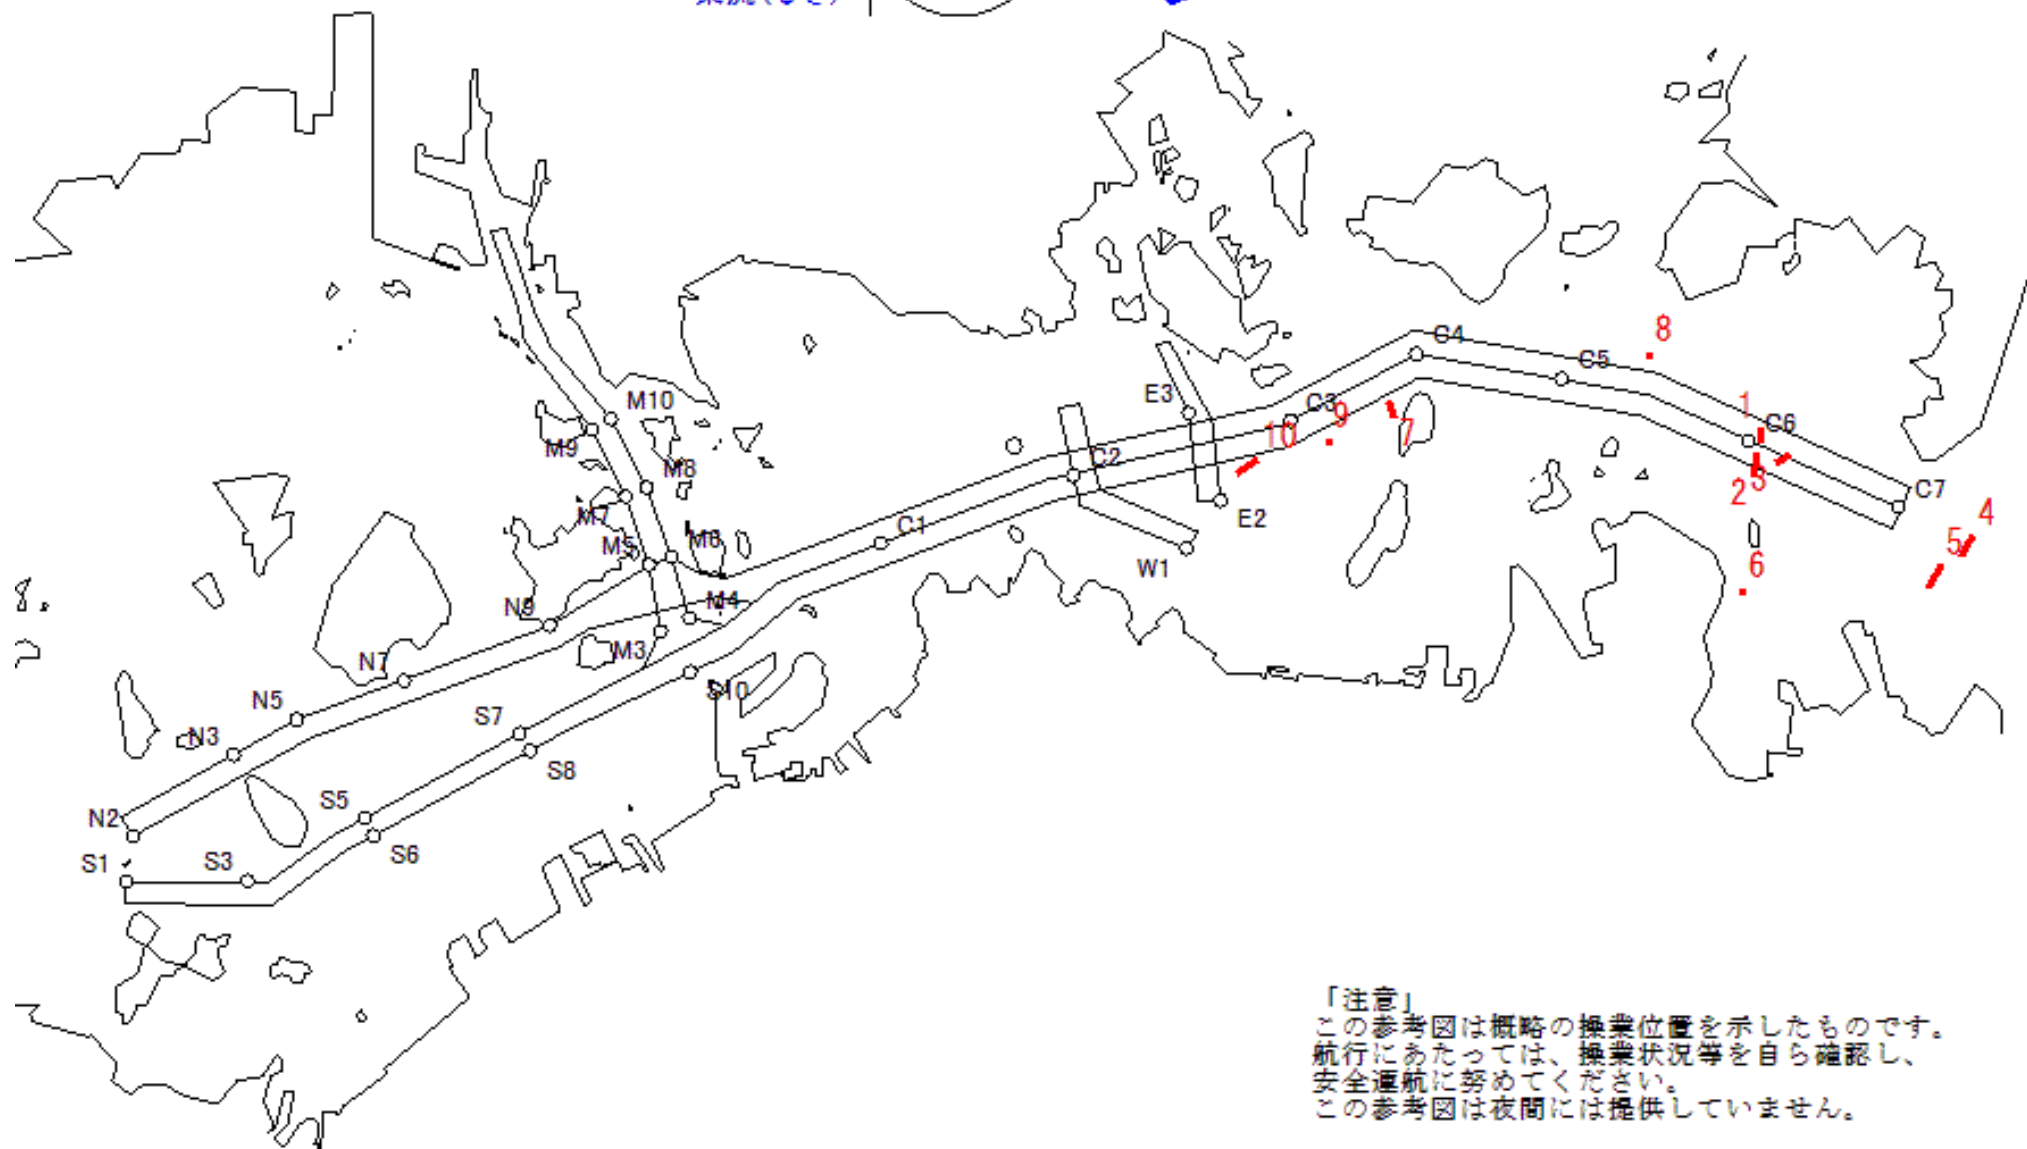 8
C4
C5
M10
E3
1
C3
9
C6
10
7
M9
C2
M8
2
3
C7
4
M7
C1
E2
M5
M6
5
W1
6
N9
M4
M3
N7
S10
N5
S7
N3
S8
S5
N2
S6
S1
S3
「注意」
この参考図は概略の操業位置を示したものです。
航行にあたっては、操業状況等を自ら確認し、
安全運航に努めてください。
この参考図は夜間には提供していません。